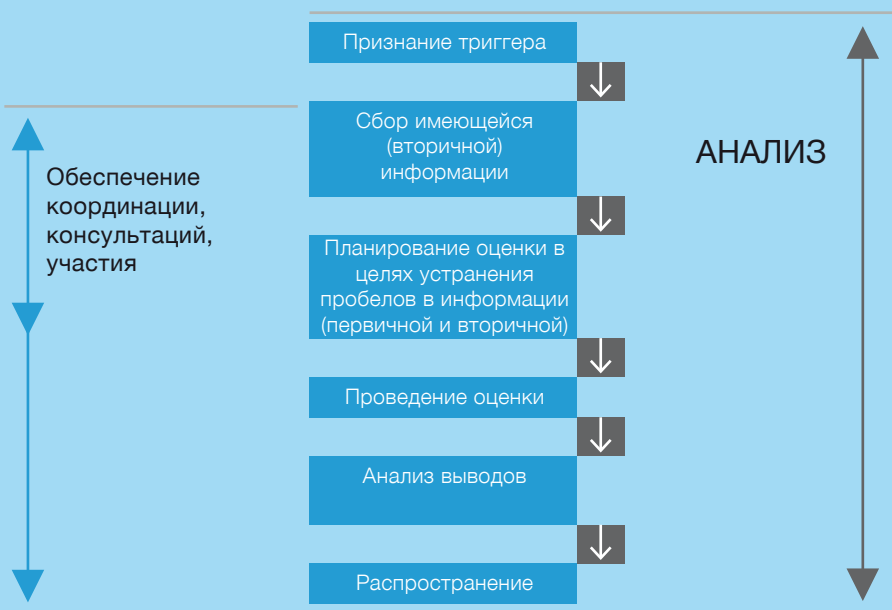 Признание триггера
Сбор имеющейся
(вторичной)
информации
АНАЛИЗ
Обеспечение
координации,
консультаций,
участия
Планирование оценки в
целях устранения
пробелов в информации
(первичной и вторичной)
Проведение оценки
Анализ выводов
Распространение